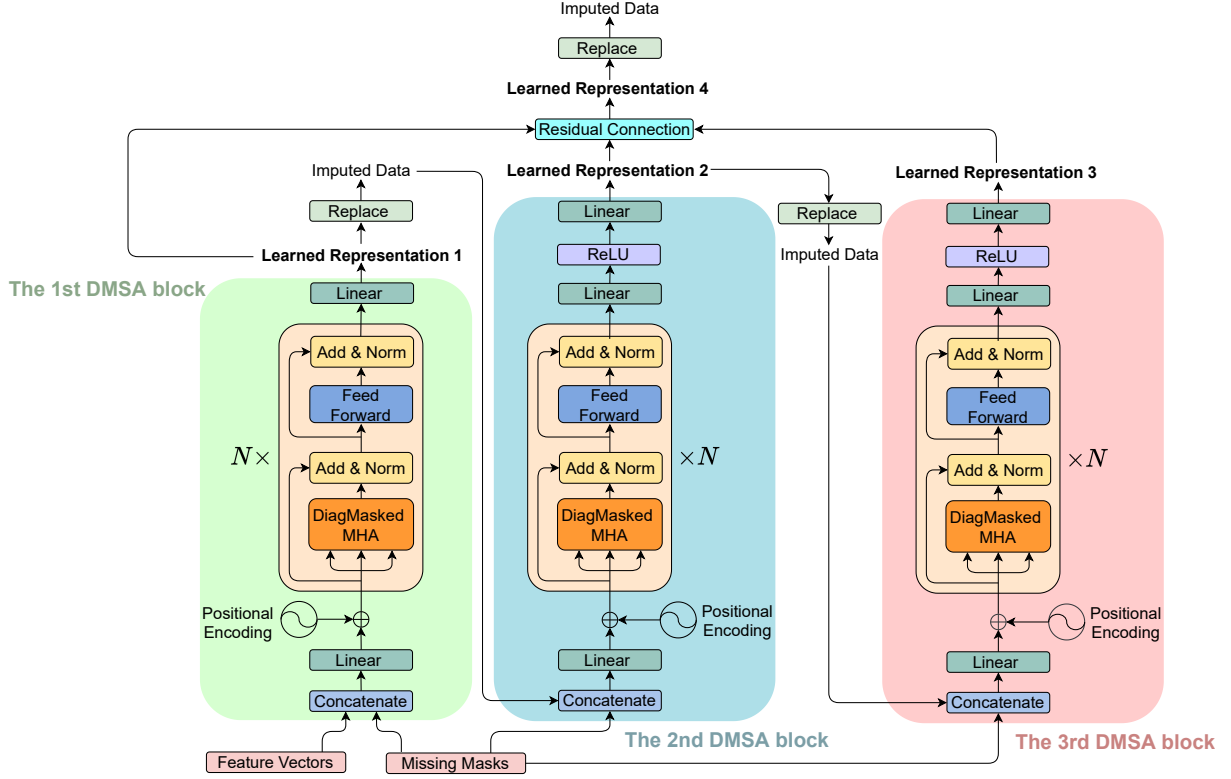 Imputed Data
Replace
Learned Representation 4
Residual Connection
Imputed Data
Replace
Learned Representation 1
The 1st DMSA block
Linear
Add & Norm
Feed
Forward
N×
Add & Norm
DiagMasked
MHA
Positional
Encoding
Linear
Concatenate
Feature Vectors
Missing Masks
Learned Representation 2
Linear
ReLU
Linear
Add & Norm
Feed
Forward
×N
Add & Norm
DiagMasked
MHA
Positional
Encoding
Linear
Concatenate
The 2nd DMSA block
Replace
Imputed Data
Learned Representation 3
Linear
ReLU
Linear
Add & Norm
Feed
Forward
×N
Add & Norm
DiagMasked
MHA
Positional
Encoding
Linear
Concatenate
The 3rd DMSA block